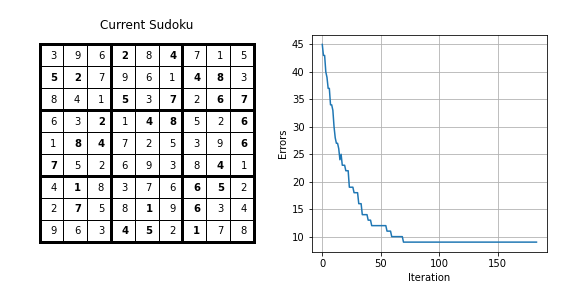 Current Sudoku
3 9 6 2 8 4 7 1 5
5 2 7 9 6 1 4 8 3
8 4 1 5 3 7 2 6 7
6 3 2 1 4 8 5 2 6
1 8 4 7 2 5 3 9 6
7 5 2 6 9 3 8 4 1
4 1 8 3 7 6 6 5 2
2 7 5 8 1 9 6 3 4
9 6 3 4 5 2 1 7 8
45
40
35
30
25
20
15
10
Errors
0 50 100 150
Iteration